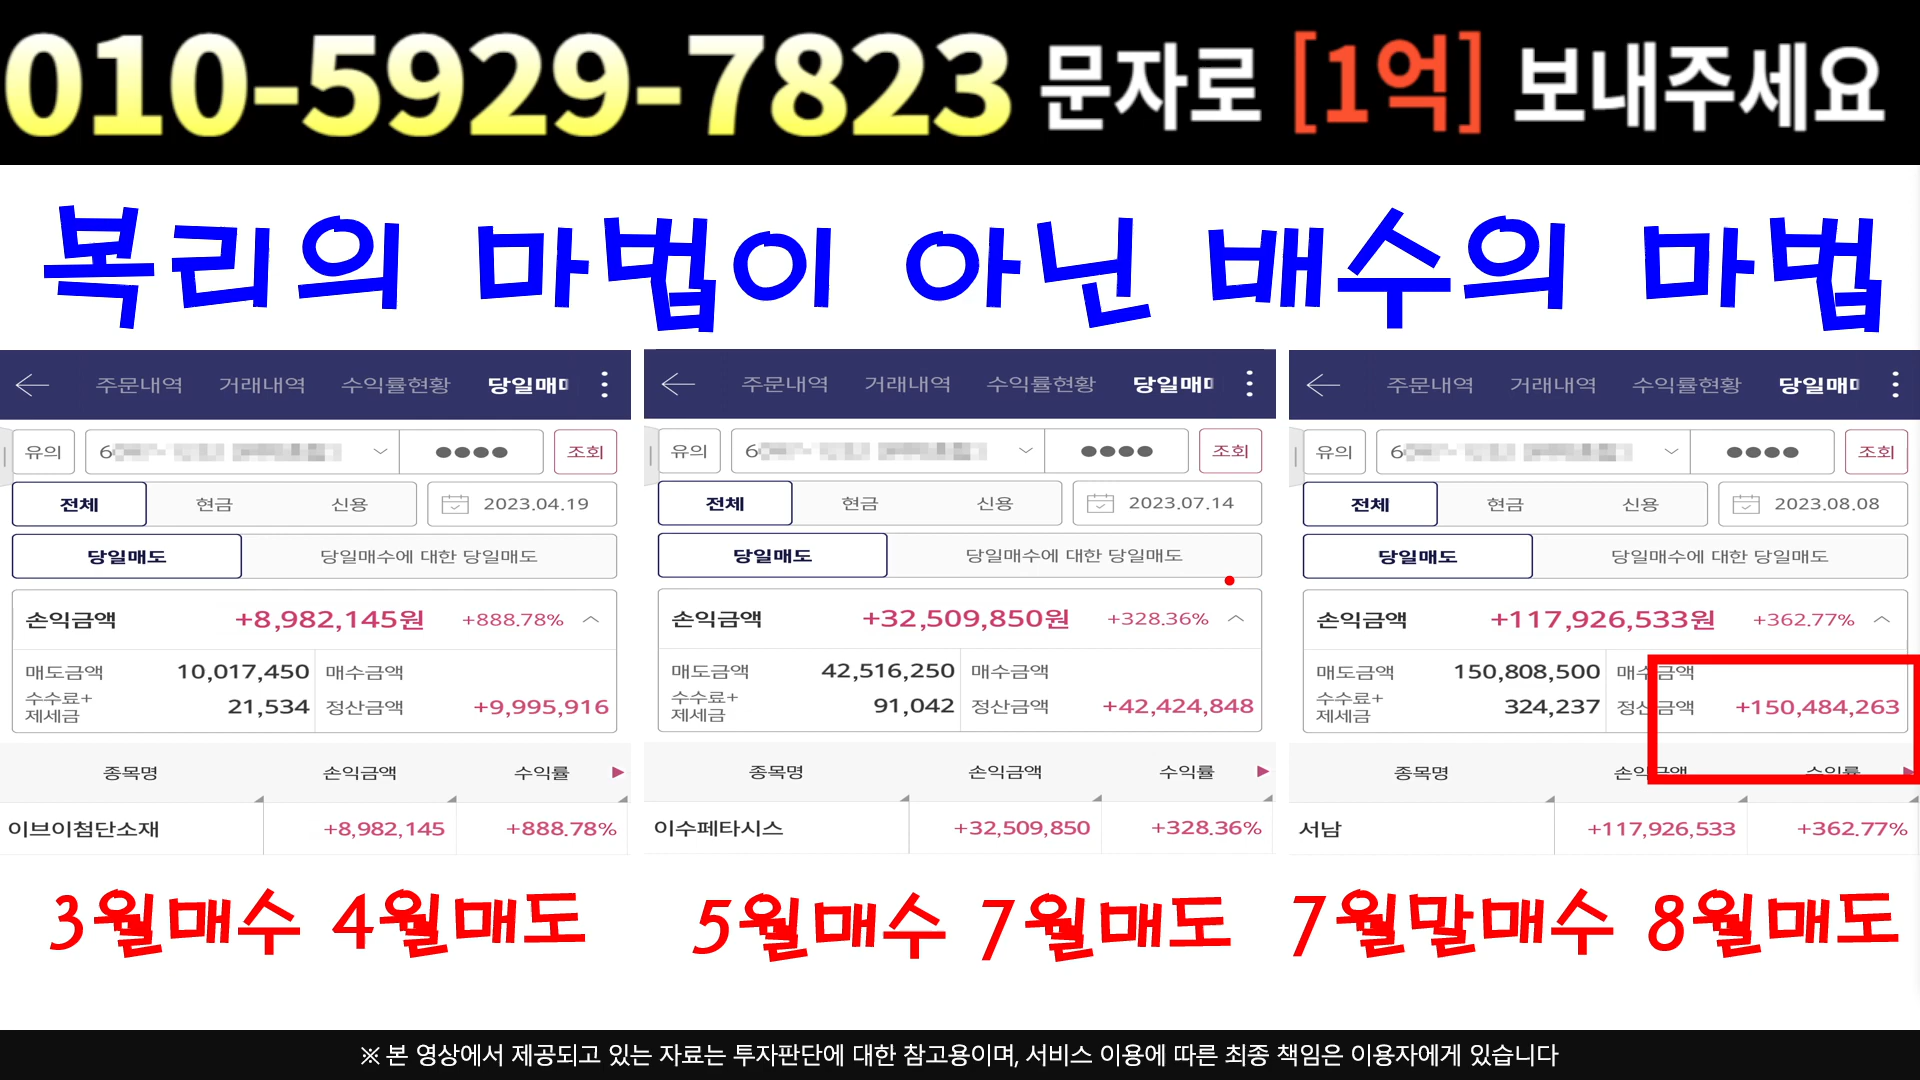 010-5929-7823 문자로 [1억] 보내주세요
복리의 마법이 아닌 배수의 마법
주문내역 거래내역 수익률현황 당일매
유의 6 ●●●● 조회
전체 현금 신용 2023.04.19
당일매도 당일매수에 대한 당일매도
손익금액 +8,982,145원 +888.78%
매도금액 10,017,450 매수금액
수수료+
제세금 21,534 정산금액 +9,995,916
종목명 손익금액 수익률
이브이첨단소재 +8,982,145 +888.78%
3월매수 4월매도
주문내역 거래내역 수익률현황 당일매
유의 6 ●●●● 조회
전체 현금 신용 2023.07.14
당일매도 당일매수에 대한 당일매도
손익금액 +32,509,850원 +328.36%
매도금액 42,516,250 매수금액
수수료+
제세금 91,042 정산금액 +42,424,848
종목명 손익금액 수익률
이수페타시스 +32,509,850 +328.36%
5월매수 7월매도
주문내역 거래내역 수익률현황 당일매
유의 6 ●●●● 조회
전체 현금 신용 2023.08.08
당일매도 당일매수에 대한 당일매도
손익금액 +117,926,533원 +362.77%
매도금액 150,808,500 매수금액
수수료+
제세금 324,237 정산금액 +150,484,263
종목명 손익금액 수익률
서남 +117,926,533 +362.77%
7월말매수 8월매도
※ 본 영상에서 제공되고 있는 자료는 투자판단에 대한 참고용이며, 서비스 이용에 따른 최종 책임은 이용자에게 있습니다